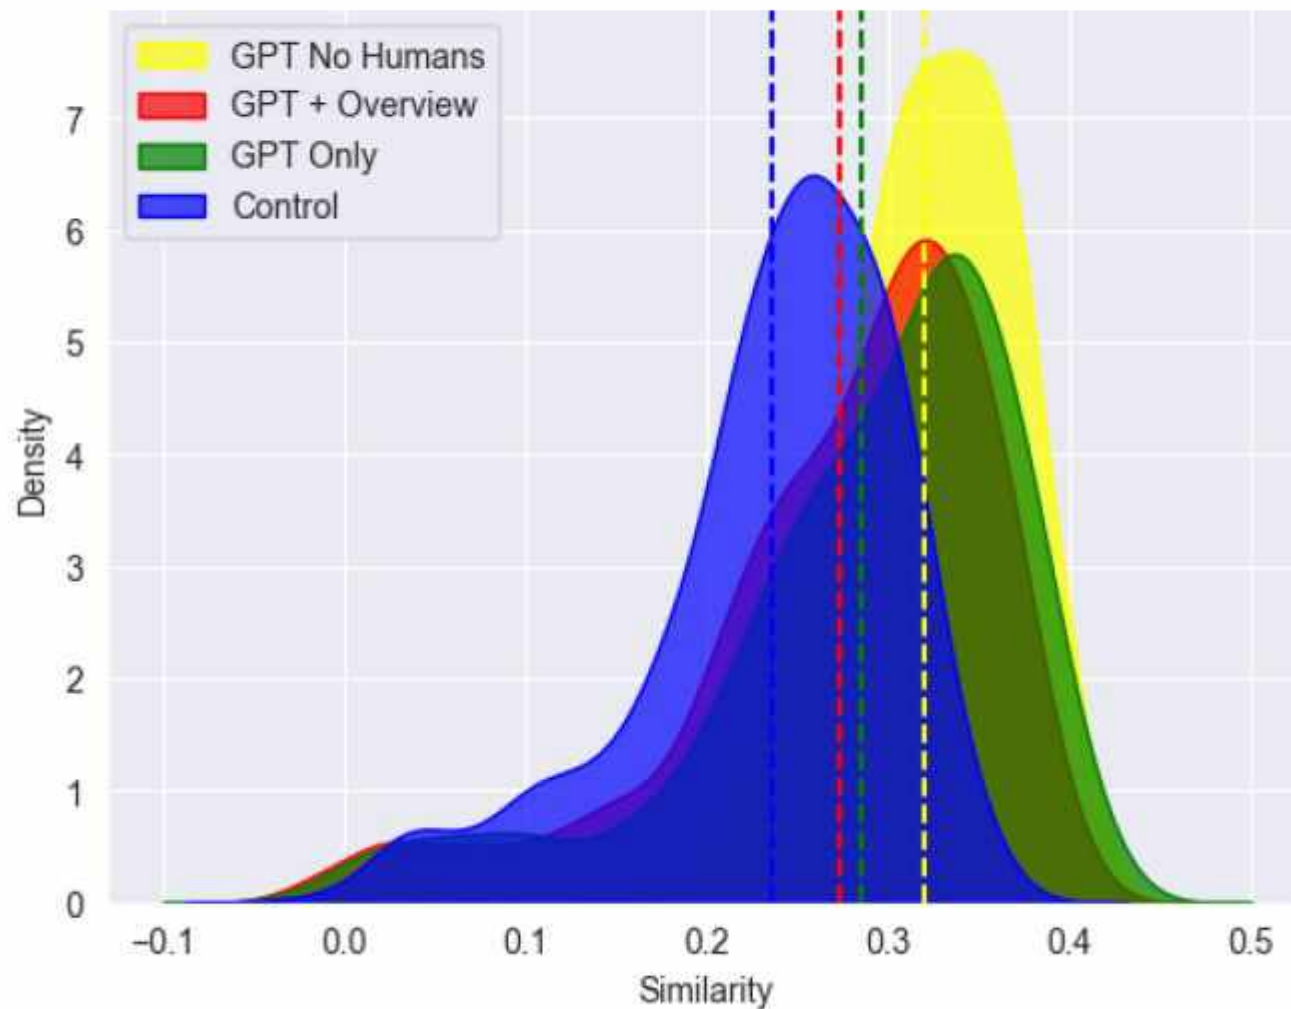 GPT No Humans
GPT + Overview
GPT Only
Control
7
6
5
4
3
2
1
0
Density
−0.1 0.0 0.1 0.2 0.3 0.4 0.5
Similarity